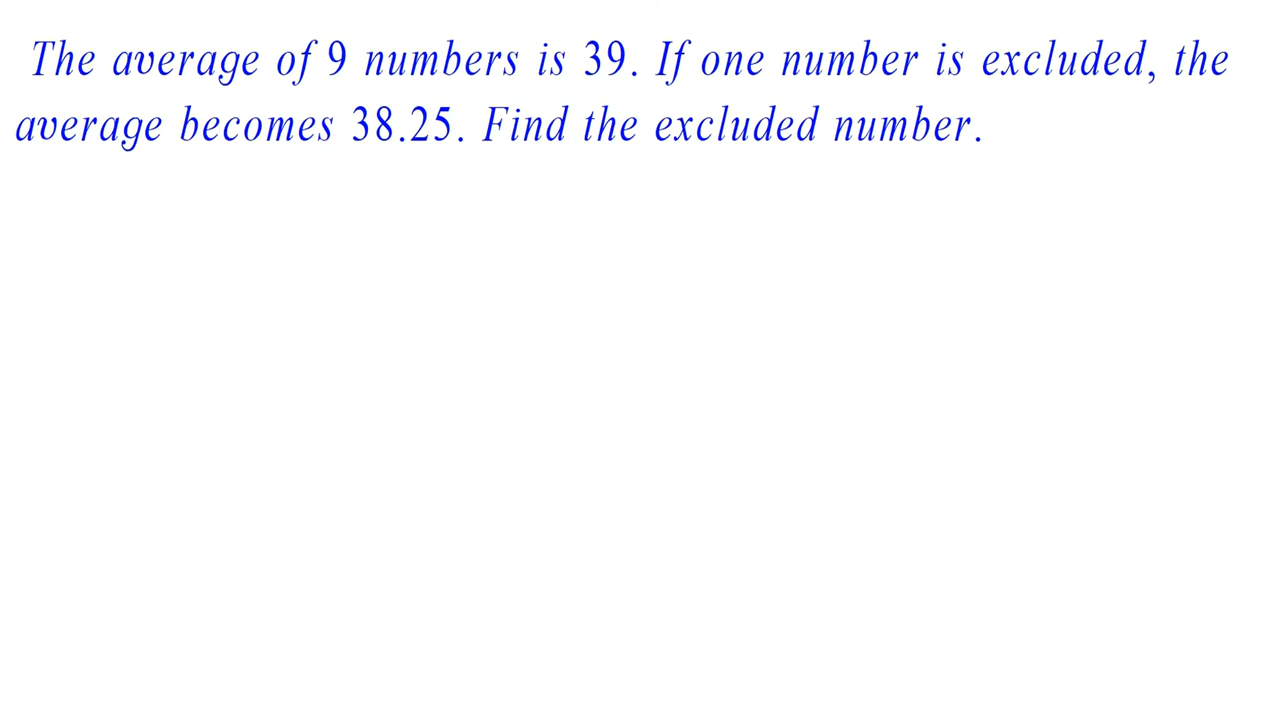 The average of 9 numbers is 39. If one number is excluded, the
average becomes 38.25. Find the excluded number.